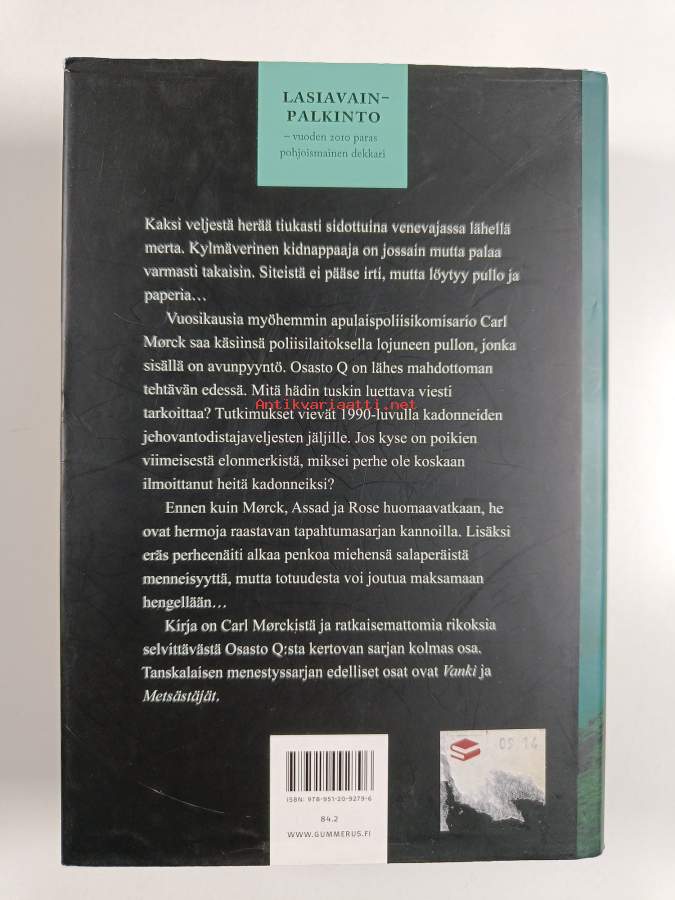 LASIAVAIN-
PALKINTO
– vuoden 2010 paras
pohjoismainen dekkari
Kaksi veljestä herää tiukasti sidottuina venevajassa lähellä
merta. Kylmäverinen kidnappaaja on jossain mutta palaa
varmasti takaisin. Siteistä ei pääse irti, mutta löytyy pullo ja
paperia…
Vuosikausia myöhemmin apulaispoliisikomisario Carl
Mørck saa käsiinsä poliisilaitoksella lojuneen pullon, jonka
sisällä on avunpyyntö. Osasto Q on lähes mahdottoman
tehtävän edessä. Mitä hädin tuskin luettava viesti
Antikvariaatti.net
tarkoittaa? Tutkimukset vievät 1990-luvulla kadonneiden
jehovantodistajaveljesten jäljille. Jos kyse on poikien
viimeisestä elonmerkistä, miksei perhe ole koskaan
ilmoittanut heitä kadonneiksi?
Ennen kuin Mørck, Assad ja Rose huomaavatkaan, he
ovat hermoja raastavan tapahtumasarjan kannoilla. Lisäksi
eräs perheenäiti alkaa penkoa miehensä salaperäistä
menneisyyttä, mutta totuudesta voi joutua maksamaan
hengellään…
Kirja on Carl Mørckistä ja ratkaisemattomia rikoksia
selvittävästä Osasto Q:sta kertovan sarjan kolmas osa.
Tanskalaisen menestyssarjan edelliset osat ovat Vanki ja
Metsästäjät.
ISBN: 978-951-20-9279-6
84.2
WWW.GUMMERUS.FI
05 14